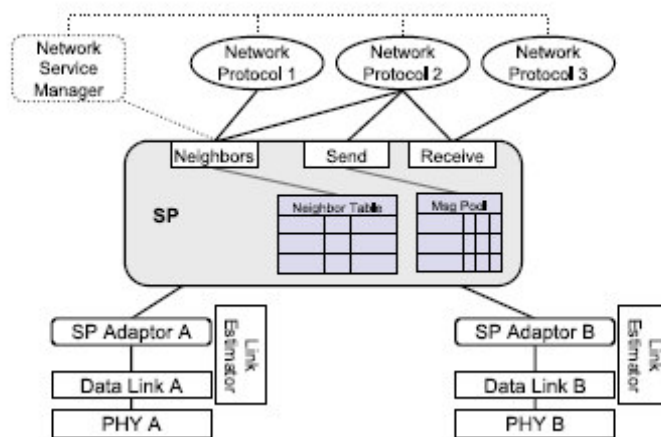 Network
Service
Manager
Network
Protocol 1
Network
Protocol 2
Network
Protocol 3
Neighbors
Send
Receive
SP
Neighbor Table
Msg Pool
SP Adaptor A
Link
Estimator
Data Link A
PHY A
SP Adaptor B
Link
Estimator
Data Link B
PHY B